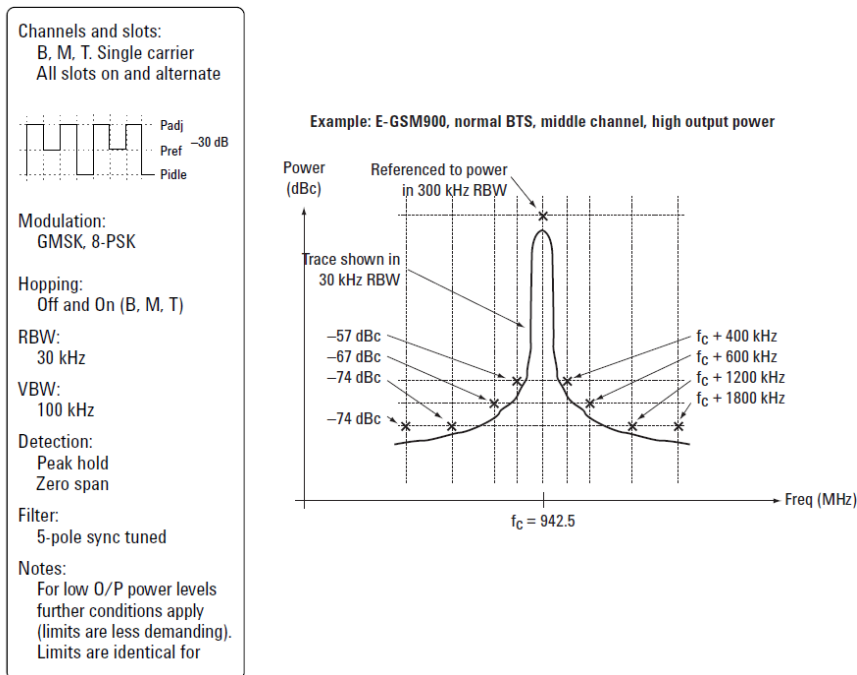 Channels and slots:
B, M, T. Single carrier
All slots on and alternate
Padj
Pref
–30 dB
Pidle
Modulation:
GMSK, 8-PSK
Hopping:
Off and On (B, M, T)
RBW:
30 kHz
VBW:
100 kHz
Detection:
Peak hold
Zero span
Filter:
5-pole sync tuned
Notes:
For low O/P power levels
further conditions apply
(limits are less demanding).
Limits are identical for
Example: E-GSM900, normal BTS, middle channel, high output power
Power
(dBc)
Referenced to power
in 300 kHz RBW
Trace shown in
30 kHz RBW
–57 dBc
–67 dBc
–74 dBc
–74 dBc
fc + 400 kHz
fc + 600 kHz
fc + 1200 kHz
fc + 1800 kHz
Freq (MHz)
fc = 942.5